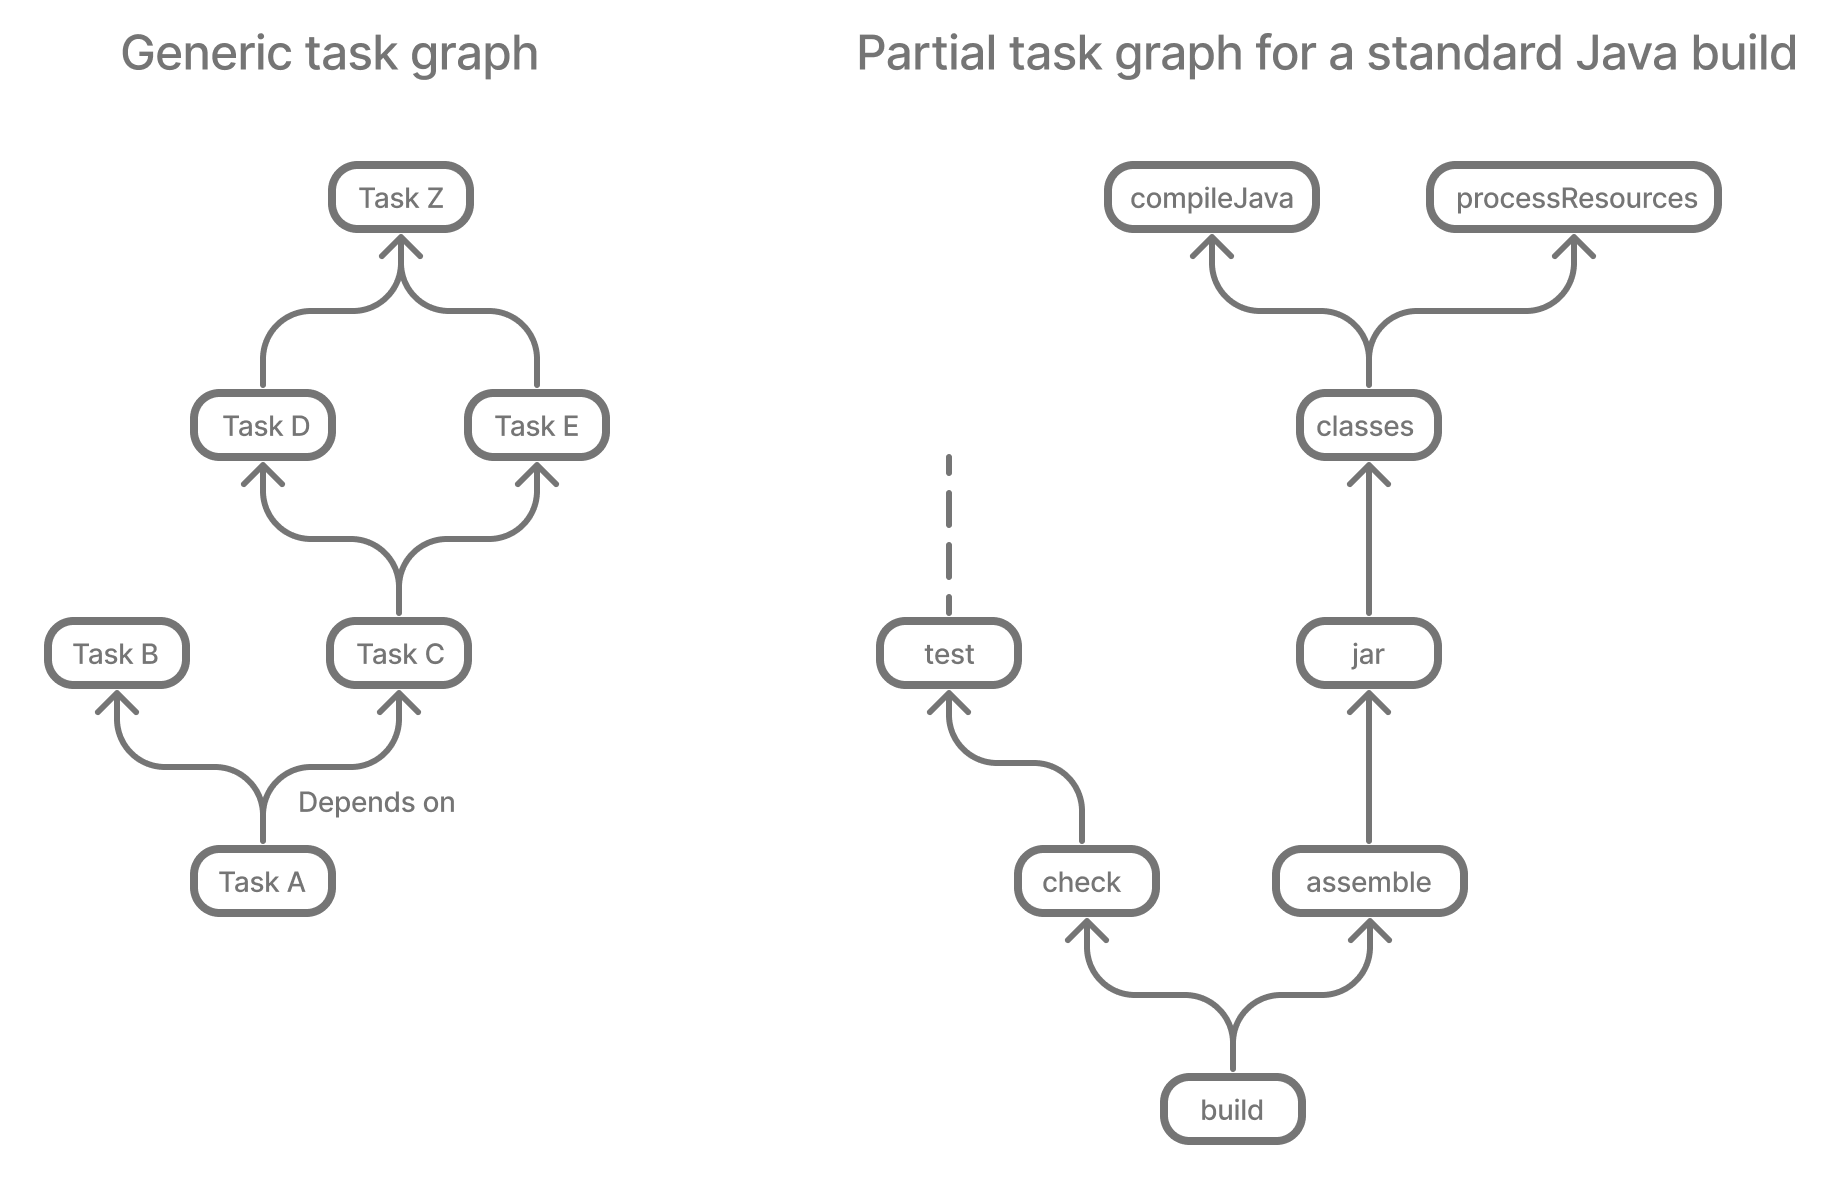 Generic task graph
Task Z
Task D
Task E
Task B
Task C
Depends on
Task A
Partial task graph for a standard Java build
compileJava
processResources
classes
test
jar
check
assemble
build